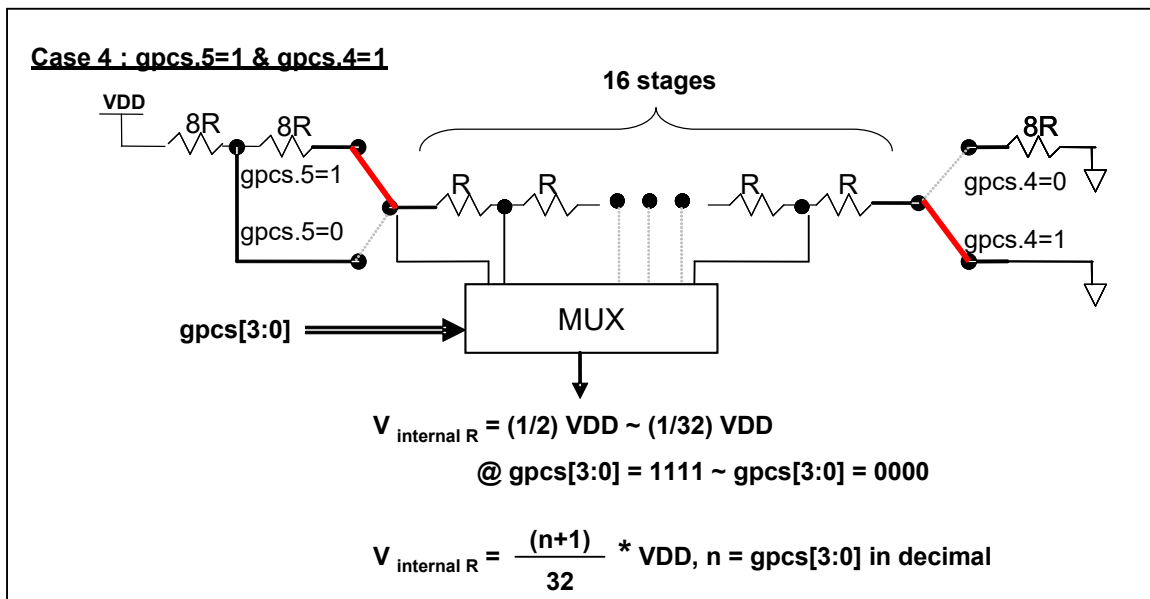 Case 4 : gpcs.5=1 & gpcs.4=1
16 stages
VDD
8R
8R
8R
gpcs.5=1
R
R
R
R
gpcs.4=0
gpcs.5=0
gpcs.4=1
MUX
gpcs[3:0]
V internal R = (1/2) VDD ~ (1/32) VDD
@ gpcs[3:0] = 1111 ~ gpcs[3:0] = 0000
V internal R = (n+1) / 32 * VDD, n = gpcs[3:0] in decimal